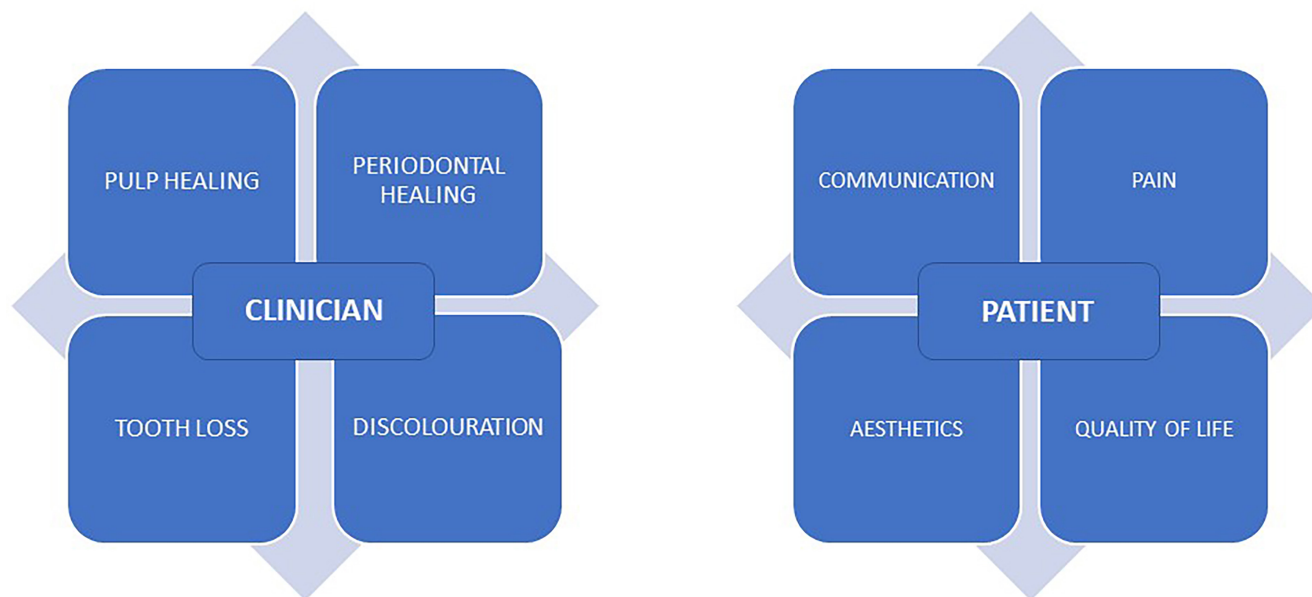 PULP HEALING
PERIODONTAL
HEALING
CLINICIAN
TOOTH LOSS
DISCOLOURATION
COMMUNICATION
PAIN
PATIENT
AESTHETICS
QUALITY OF LIFE